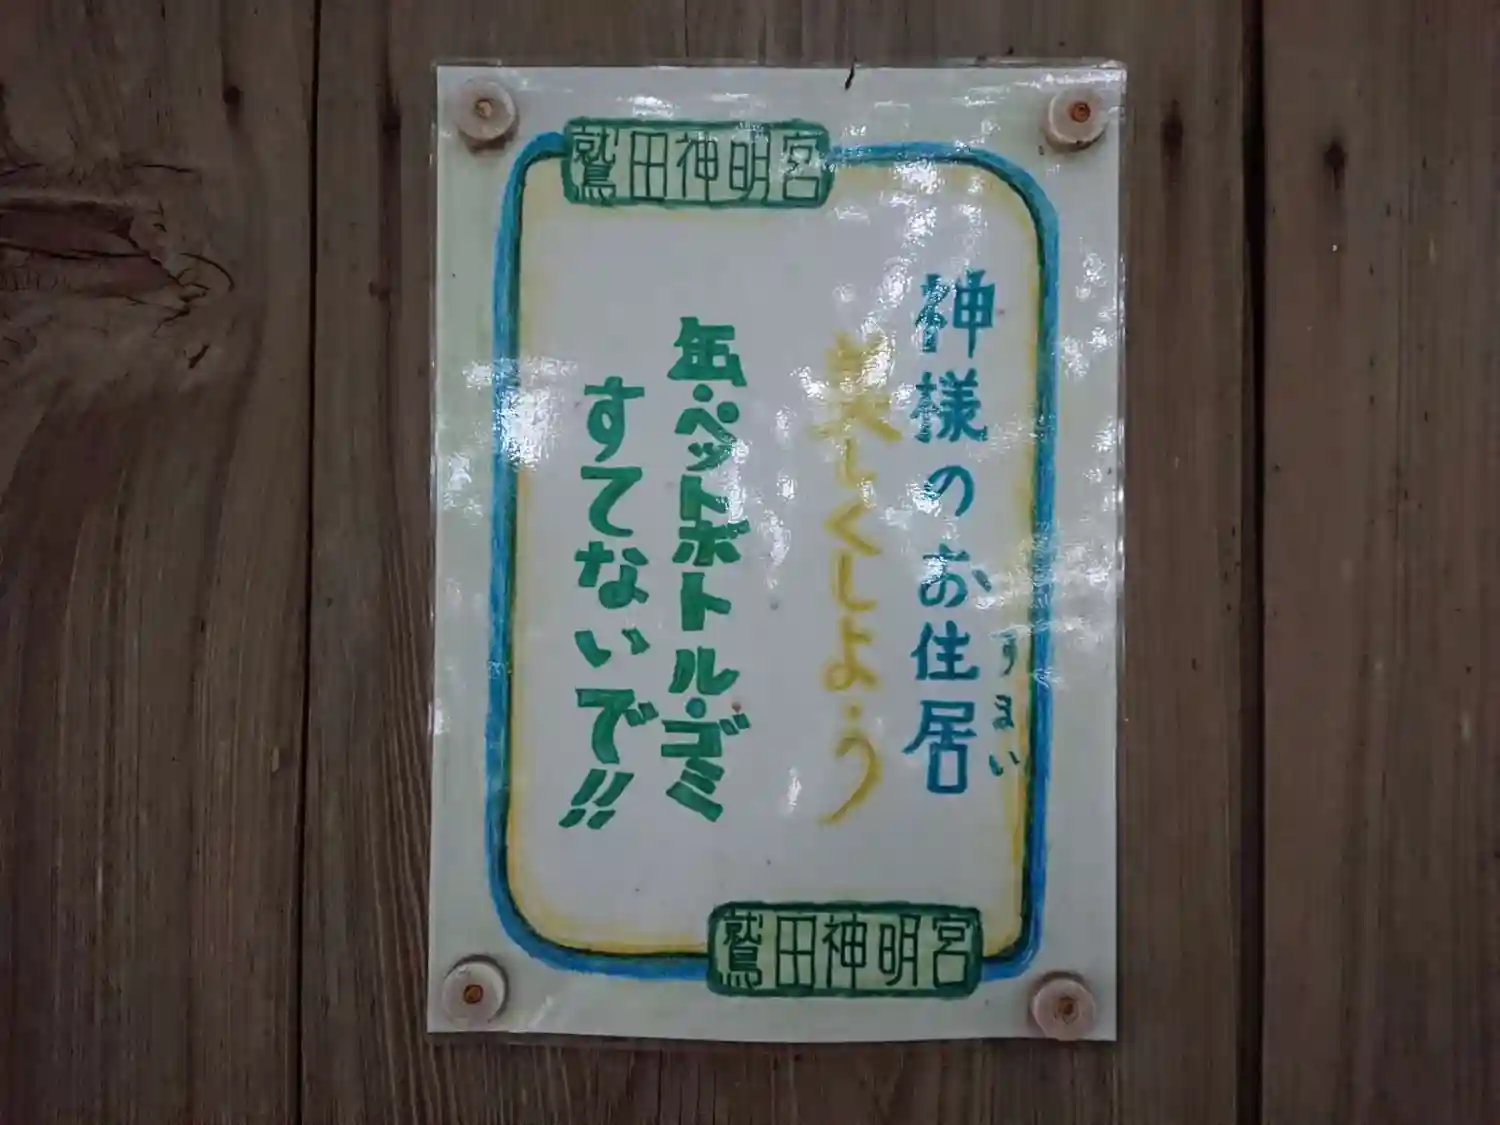 鷲田神明宮
神様のお住居
すまい
美しくしよう
缶・ペットボトル・ゴミ
すてないで!!
鷲田神明宮